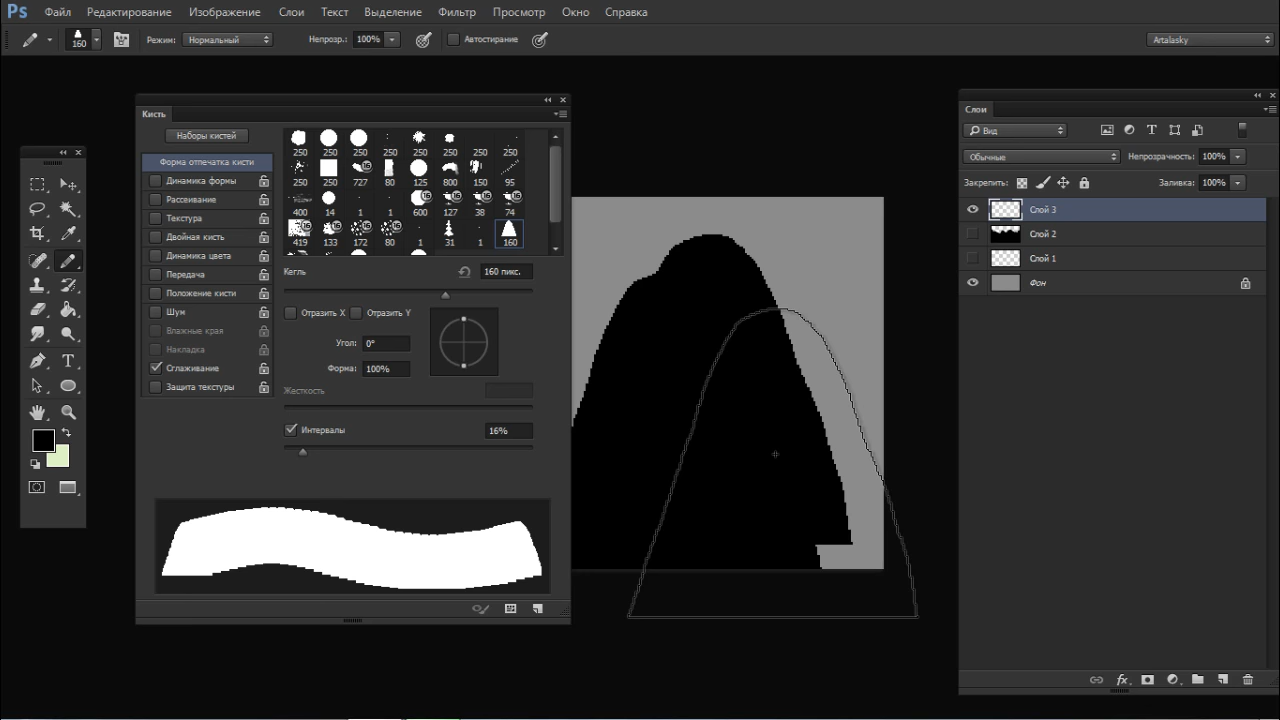 Ps Файл Редактирование Изображение Слои Текст Выделение Фильтр Просмотр Окно Справка
160 Режим: Нормальный Непрозр.: 100% Автостирание Artalasky
Кисть
Наборы кистей
Форма отпечатка кисти
Динамика формы
Рассеивание
Текстура
Двойная кисть
Динамика цвета
Передача
Положение кисти
Шум
Влажные края
Накладка
Сглаживание
Защита текстуры
250 250 250 250 250 250 250
250 250 727 80 125 800 150 95
400 14 1 1 600 127 38 74
419 133 172 80 1 31 1 160
Кегль 160 пикс.
Отразить X Отразить Y
Угол: 0°
Форма: 100%
Жесткость
Интервалы 16%
Слои
Вид
Обычные Непрозрачность: 100%
Закрепить: Заливка: 100%
Слой 3
Слой 2
Слой 1
Фон
fx